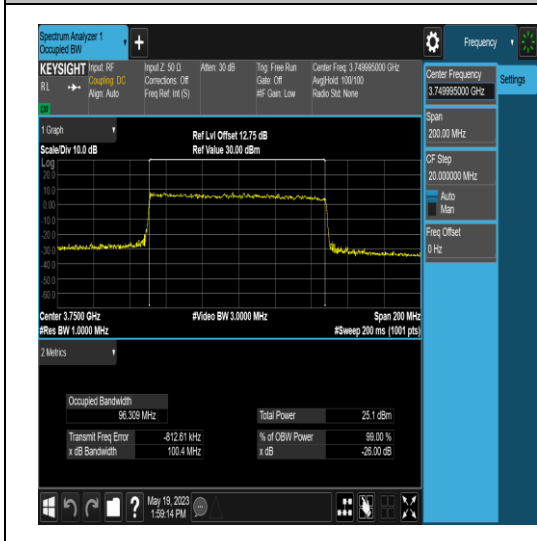 Spectrum Analyzer 1
Occupied BW
Frequency
KEYSIGHT
RL
Input: RF
Coupling: DC
Align: Auto
Input Z: 50 Ω
Corrections: Off
Freq Ref: Int (S)
Atten: 30 dB
Trig: Free Run
Gate: Off
#IF Gain: Low
Center Freq: 3.749995000 GHz
Avg|Hold: 100/100
Radio Std: None
Center Frequency
3.749995000 GHz
Settings
Span
200.00 MHz
CF Step
20.000000 MHz
Auto
Man
Freq Offset
0 Hz
1 Graph
Scale/Div 10.0 dB
Ref Lvl Offset 12.75 dB
Ref Value 30.00 dBm
Log
20.0
10.0
0.00
-10.0
-20.0
-30.0
-40.0
-50.0
-60.0
Center 3.7500 GHz
#Res BW 1.0000 MHz
#Video BW 3.0000 MHz
Span 200 MHz
#Sweep 200 ms (1001 pts)
2 Metrics
Occupied Bandwidth
96.309 MHz
Total Power 25.1 dBm
Transmit Freq Error -812.61 kHz
% of OBW Power 99.00 %
x dB Bandwidth 100.4 MHz
x dB -26.00 dB
?
May 19, 2023
1:59:14 PM